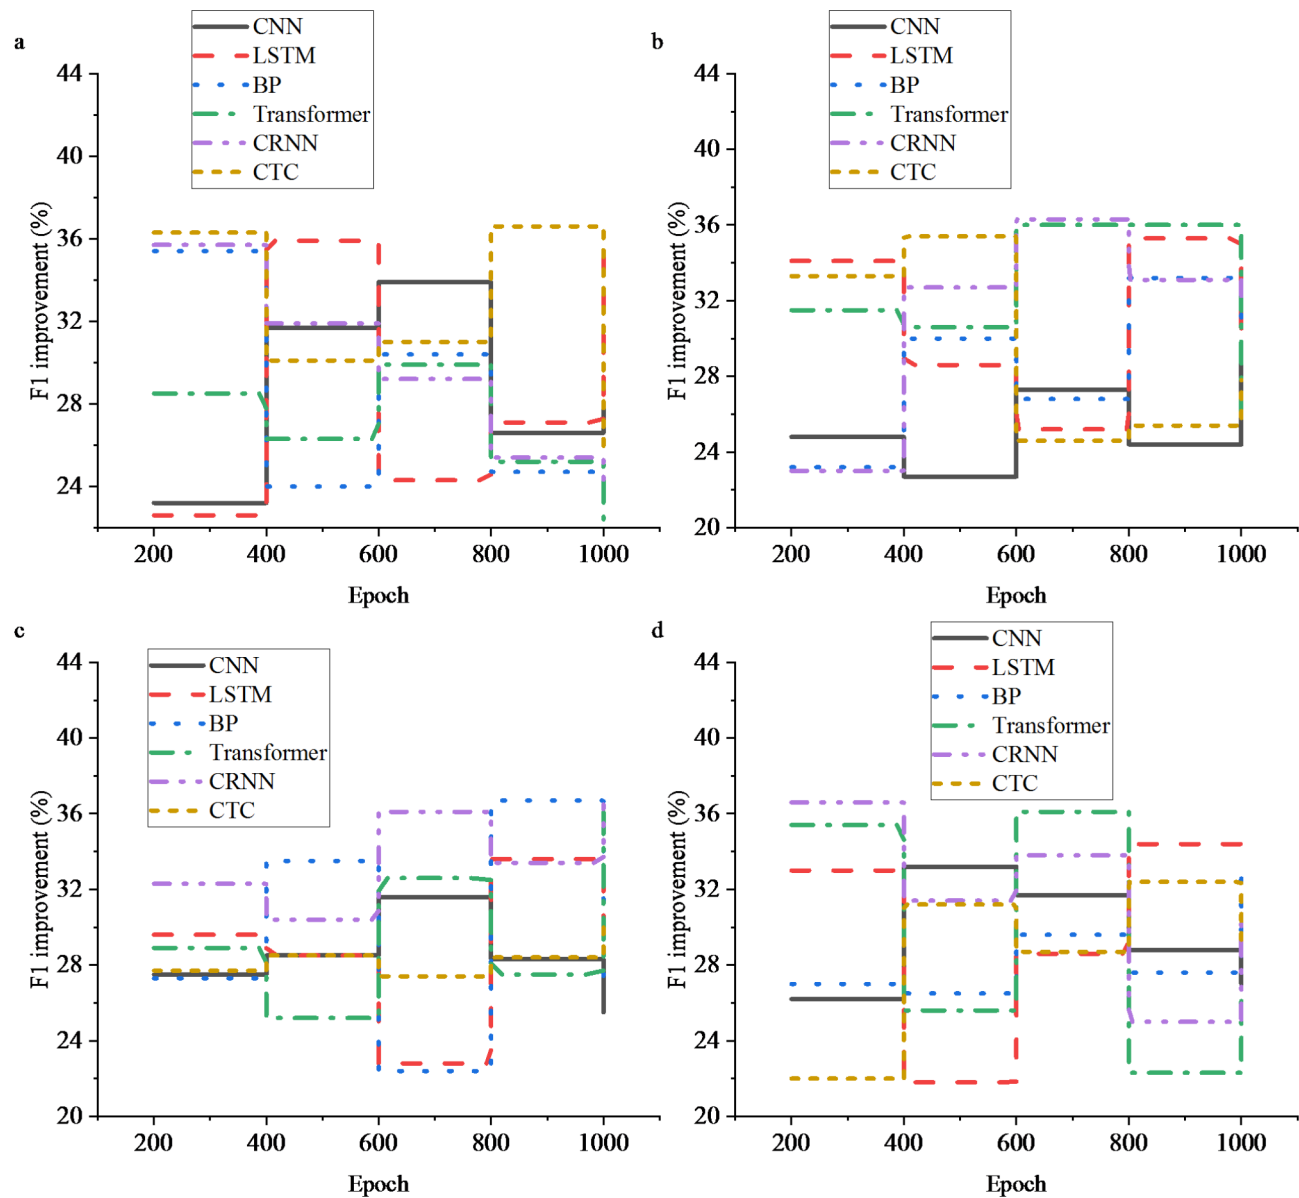 a
CNN
LSTM
BP
Transformer
CRNN
CTC
44
40
36
32
28
24
F1 improvement (%)
200 400 600 800 1000
Epoch
b
CNN
LSTM
BP
Transformer
CRNN
CTC
44
40
36
32
28
24
20
F1 improvement (%)
200 400 600 800 1000
Epoch
c
CNN
LSTM
BP
Transformer
CRNN
CTC
44
40
36
32
28
24
20
F1 improvement (%)
200 400 600 800 1000
Epoch
d
CNN
LSTM
BP
Transformer
CRNN
CTC
44
40
36
32
28
24
20
F1 improvement (%)
200 400 600 800 1000
Epoch